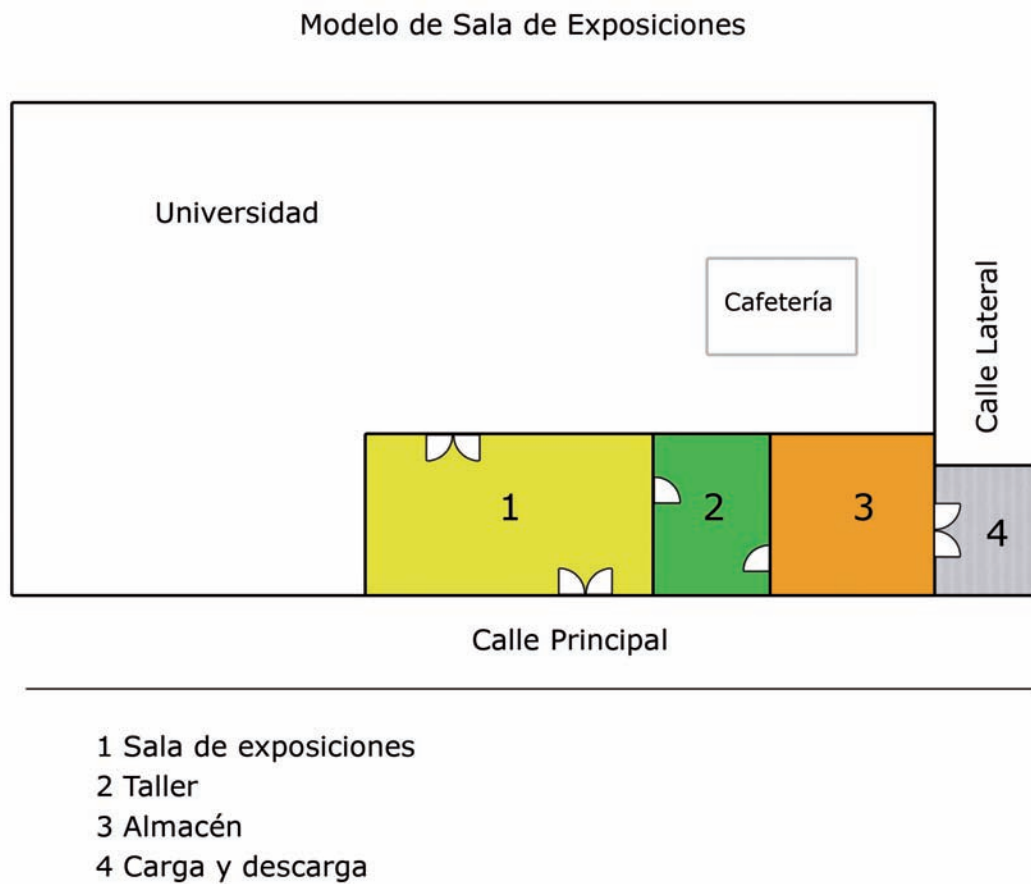 Modelo de Sala de Exposiciones
Universidad
Cafetería
Calle Lateral
1
2
3
4
Calle Principal
1 Sala de exposiciones
2 Taller
3 Almacén
4 Carga y descarga